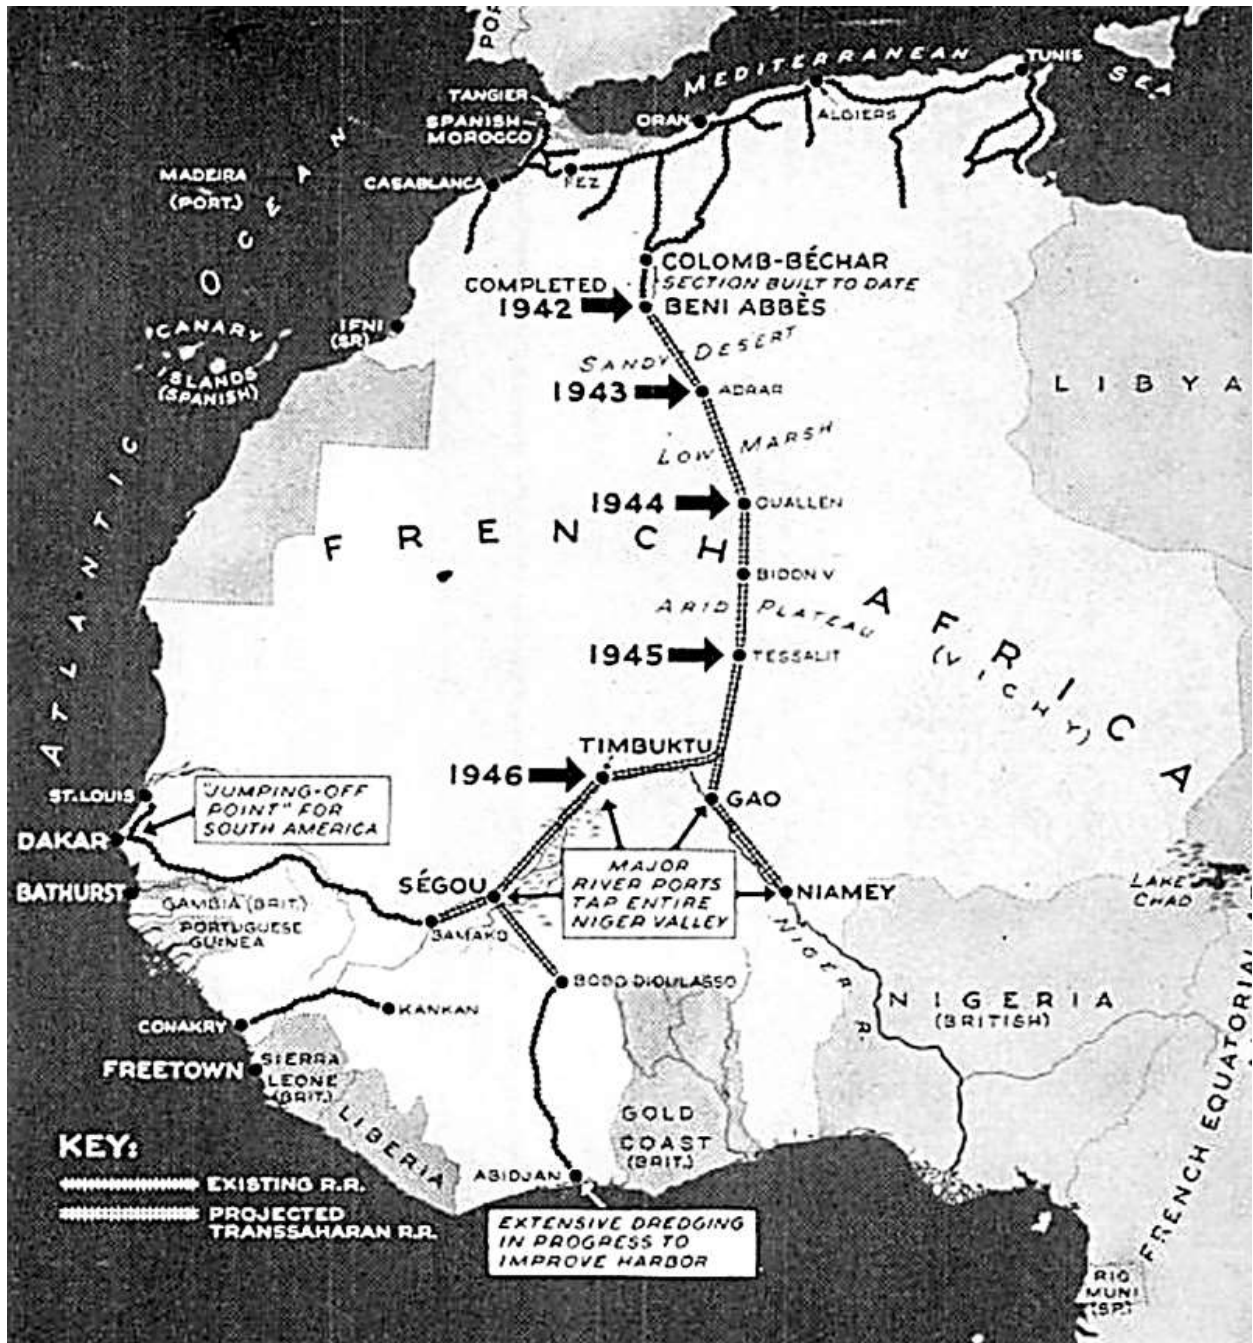 POR
MEDITERRANEAN
SEA
TUNIS
TANGIER
SPANISH
MOROCCO
ORAN
ALGIERS
MADEIRA
(PORT.)
CASABLANCA
FEZ
ATLANTIC OCEAN
COLOMB-BÉCHAR
SECTION BUILT TO DATE
COMPLETED
1942
BENI ABBÈS
CANARY
ISLANDS
(SPANISH)
IFNI
SANDY DESERT
LIBYA
1943
ADRAR
LOW MARSH
1944
OUALLEN
FRENCH AFRICA
(VICHY)
BIDON V
ARID PLATEAU
1945
TESSALIT
TIMBUKTU
1946
GAO
ST. LOUIS
"JUMPING-OFF
POINT" FOR
SOUTH AMERICA
DAKAR
BATHURST
GAMBIA (BRIT.)
PORTUGUESE
GUINEA
SÉGOU
BAMAKO
MAJOR
RIVER PORTS
TAP ENTIRE
NIGER VALLEY
NIAMEY
LAKE
CHAD
NIGER R.
BOBO DIOULASSO
NIGERIA
(BRITISH)
KANKAN
CONAKRY
FREETOWN
SIERRA
LEONE
(BRIT.)
LIBERIA
GOLD
COAST
(BRIT.)
FRENCH EQUATORIAL
KEY:
EXISTING R.R.
PROJECTED
TRANSSAHARAN R.R.
ABIDJAN
EXTENSIVE DREDGING
IN PROGRESS TO
IMPROVE HARBOR
RIO
MUNI
(SP.)